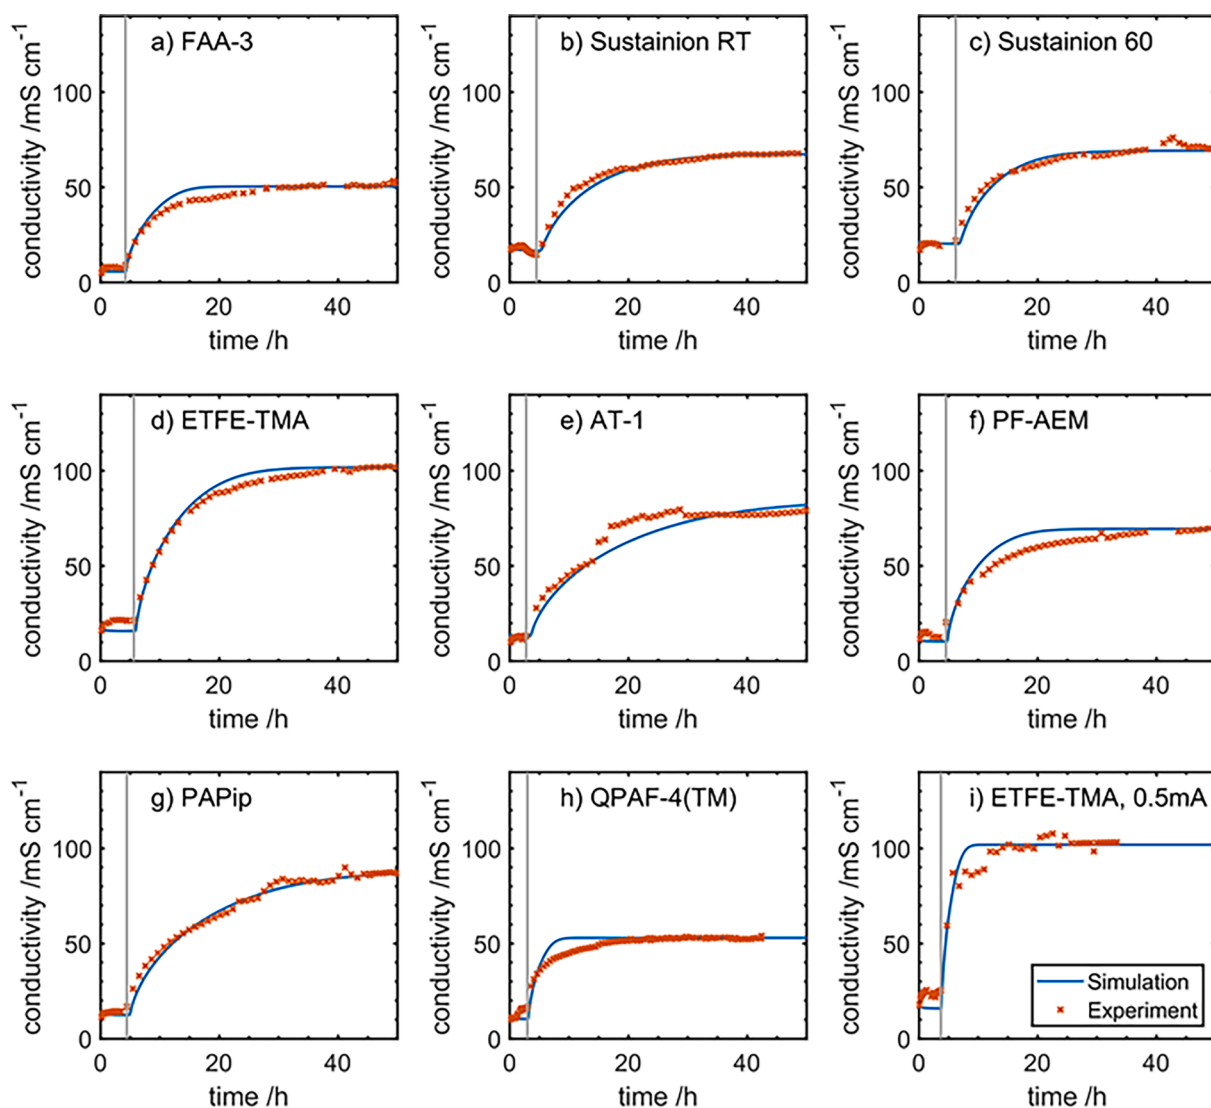 a) FAA-3
conductivity /mS cm⁻¹
100
50
0
0 20 40
time /h
b) Sustainion RT
conductivity /mS cm⁻¹
100
50
0
0 20 40
time /h
c) Sustainion 60
conductivity /mS cm⁻¹
100
50
0
0 20 40
time /h
d) ETFE-TMA
conductivity /mS cm⁻¹
100
50
0
0 20 40
time /h
e) AT-1
conductivity /mS cm⁻¹
100
50
0
0 20 40
time /h
f) PF-AEM
conductivity /mS cm⁻¹
100
50
0
0 20 40
time /h
g) PAPip
conductivity /mS cm⁻¹
100
50
0
0 20 40
time /h
h) QPAF-4(TM)
conductivity /mS cm⁻¹
100
50
0
0 20 40
time /h
i) ETFE-TMA, 0.5mA
conductivity /mS cm⁻¹
100
50
0
Simulation
Experiment
0 20 40
time /h